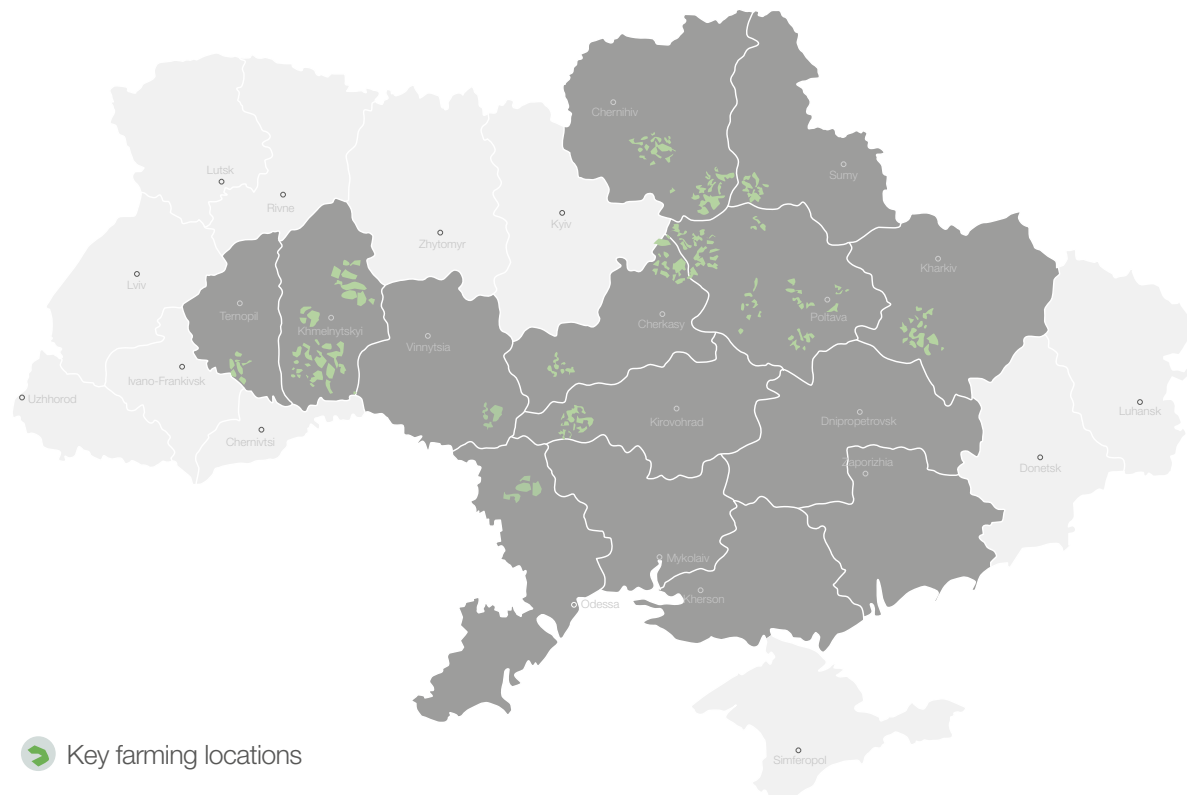 Chernihiv
Sumy
Lutsk
Rivne
Kyiv
Zhytomyr
Kharkiv
Lviv
Ternopil
Khmelnytskyi
Cherkasy
Poltava
Vinnytsia
Ivano-Frankivsk
Uzhhorod
Luhansk
Kirovohrad
Dnipropetrovsk
Chernivtsi
Zaporizhia
Donetsk
Mykolaiv
Kherson
Odessa
Key farming locations
Simferopol